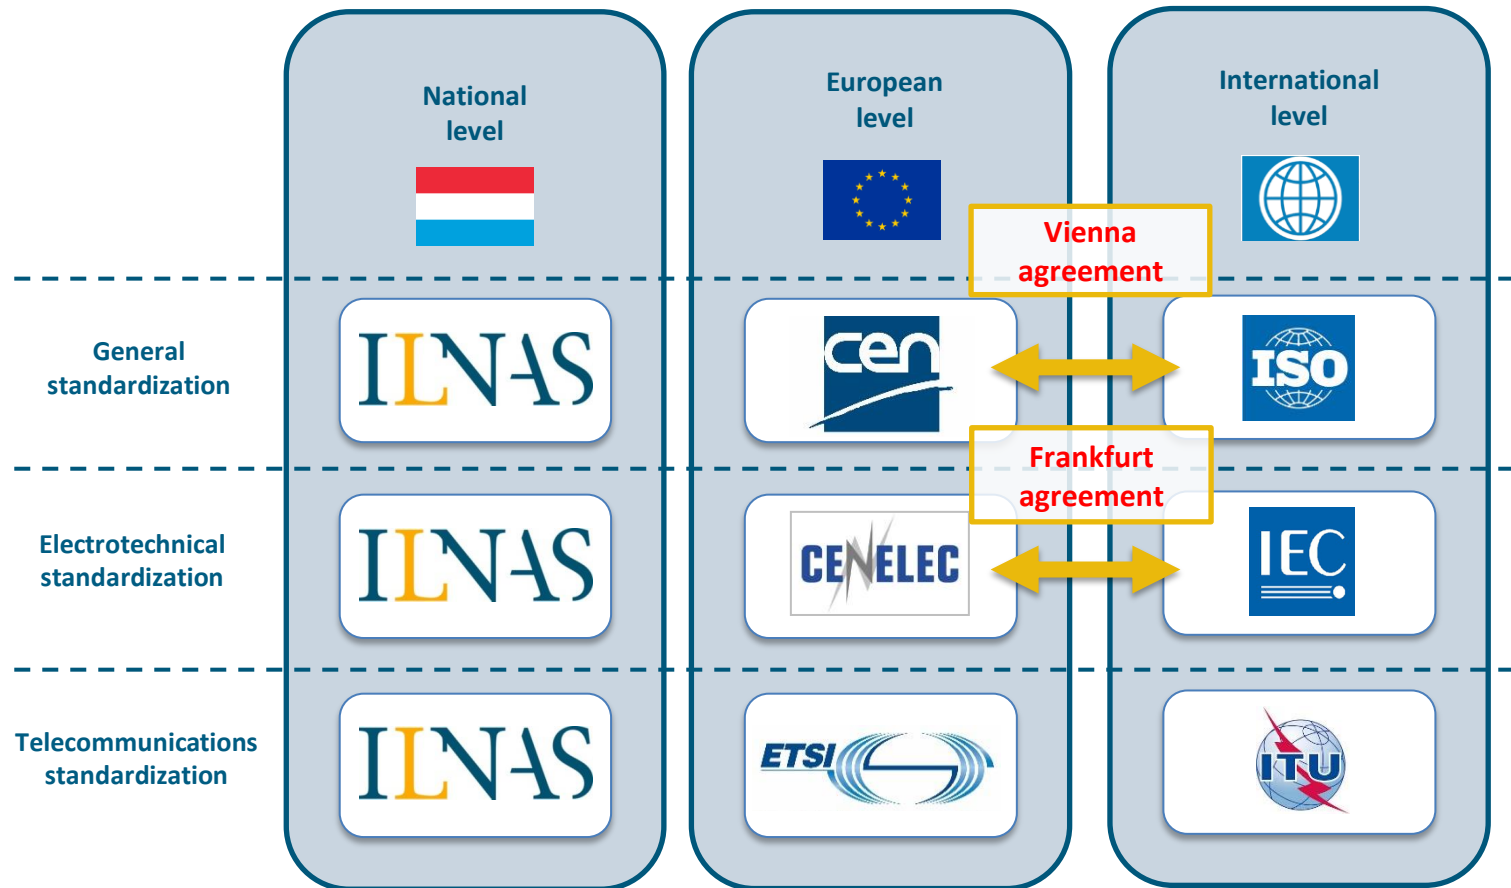 National
level
European
level
International
level
Vienna
agreement
General
standardization
ILNAS
cen
ISO
Frankfurt
agreement
Electrotechnical
standardization
ILNAS
CENELEC
IEC
Telecommunications
standardization
ILNAS
ETSI
ITU